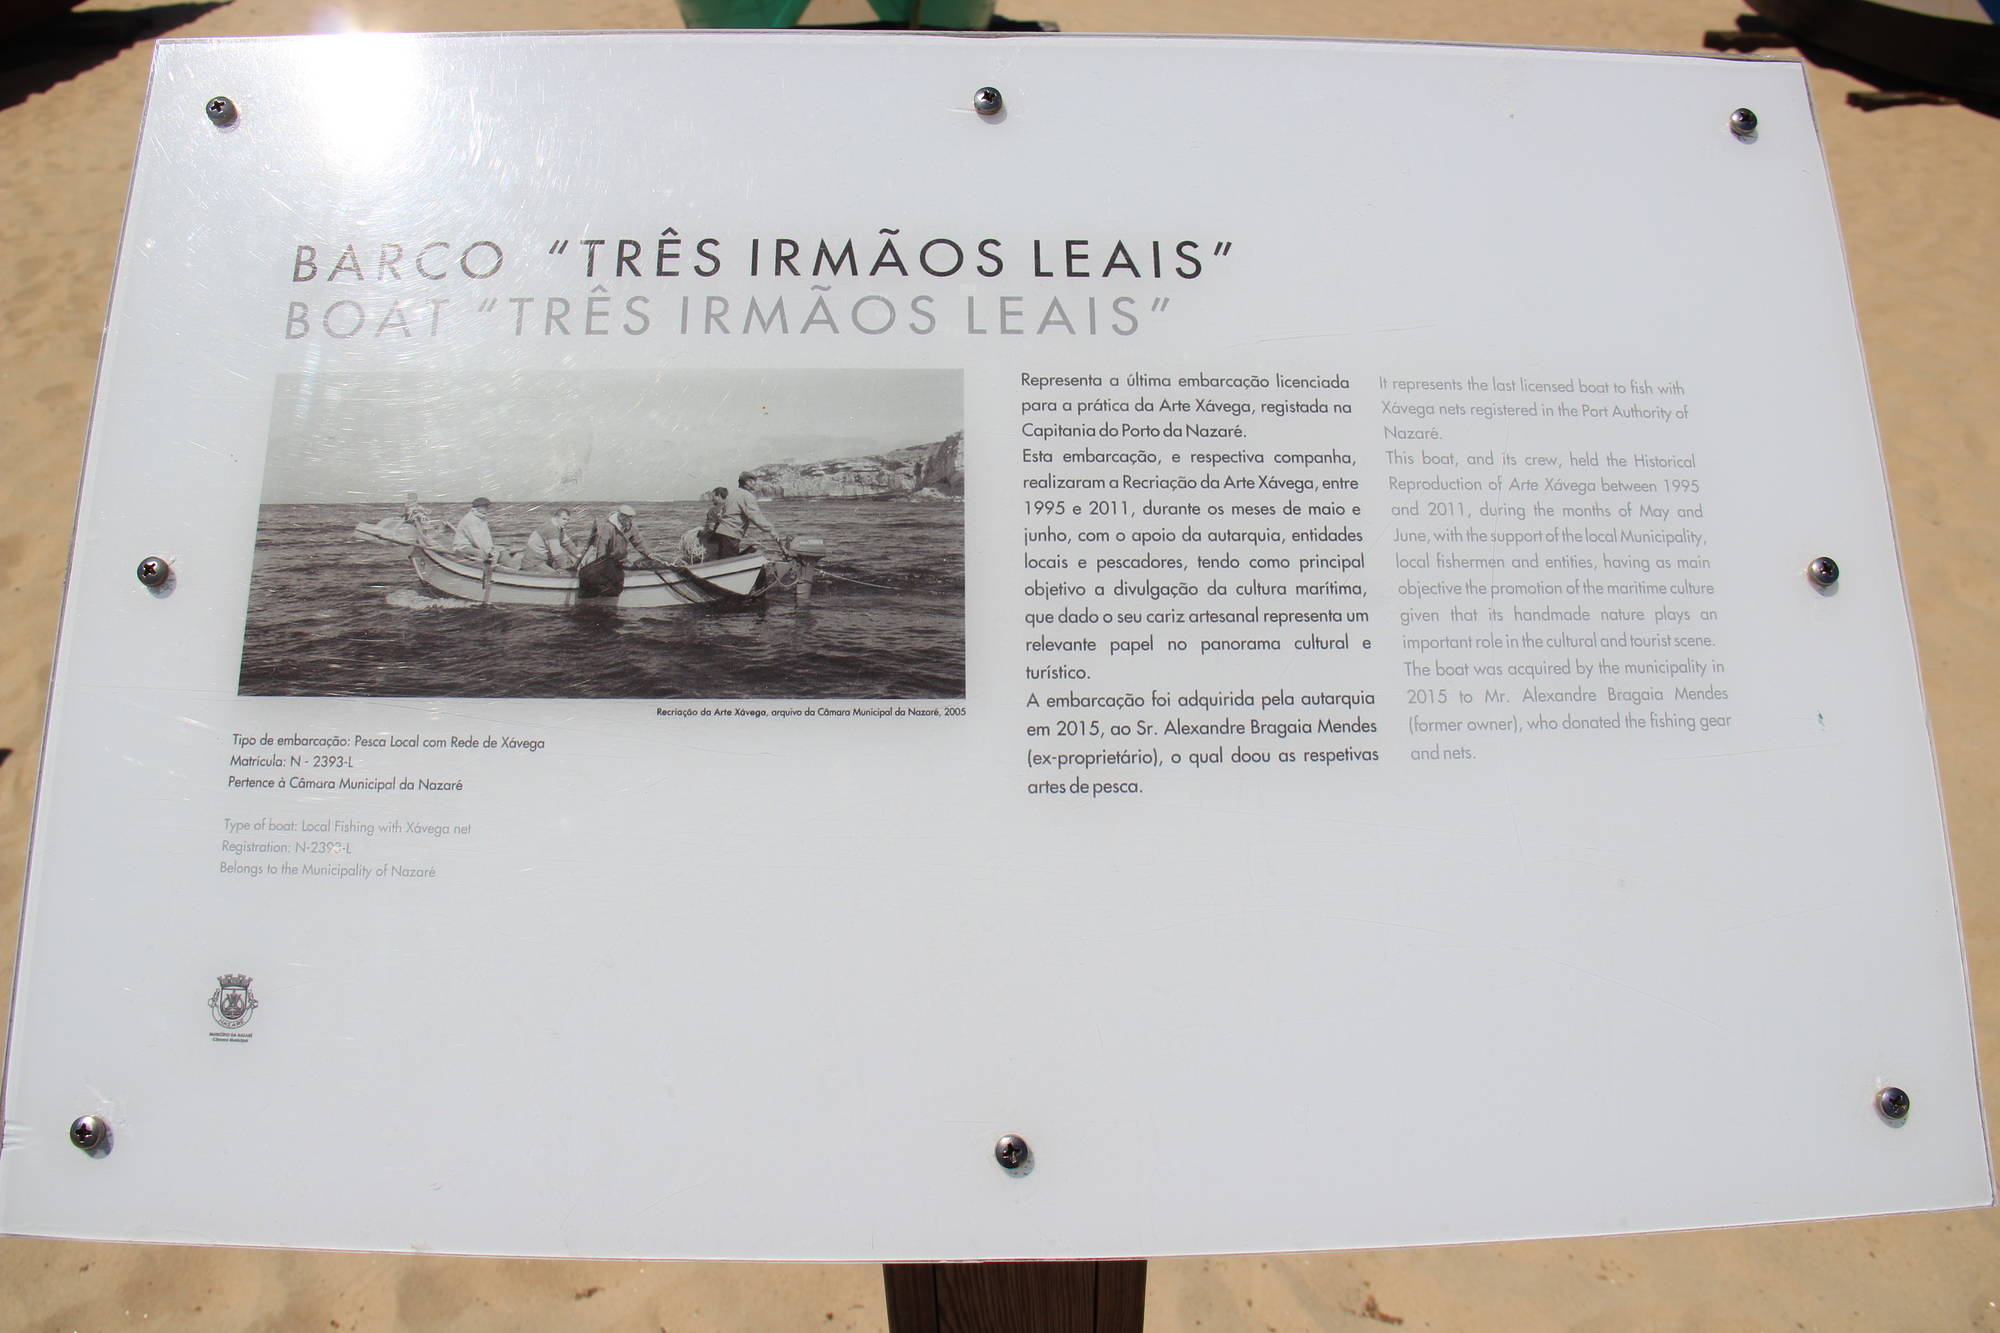 BARCO “TRÊS IRMÃOS LEAIS”
BOAT “TRÊS IRMÃOS LEAIS”
Recriação da Arte Xávega, arquivo da Câmara Municipal da Nazaré, 2005
Tipo de embarcação: Pesca Local com Rede de Xávega
Matrícula: N - 2393-L
Pertence à Câmara Municipal da Nazaré
Type of boat: Local Fishing with Xávega net
Registration: N-2393-L
Belongs to the Municipality of Nazaré
Representa a última embarcação licenciada
para a prática da Arte Xávega, registada na
Capitania do Porto da Nazaré.
Esta embarcação, e respectiva companha,
realizaram a Recriação da Arte Xávega, entre
1995 e 2011, durante os meses de maio e
junho, com o apoio da autarquia, entidades
locais e pescadores, tendo como principal
objetivo a divulgação da cultura marítima,
que dado o seu cariz artesanal representa um
relevante papel no panorama cultural e
turístico.
A embarcação foi adquirida pela autarquia
em 2015, ao Sr. Alexandre Bragaia Mendes
(ex-proprietário), o qual doou as respetivas
artes de pesca.
It represents the last licensed boat to fish with
Xávega nets registered in the Port Authority of
Nazaré.
This boat, and its crew, held the Historical
Reproduction of Arte Xávega between 1995
and 2011, during the months of May and
June, with the support of the local Municipality,
local fishermen and entities, having as main
objective the promotion of the maritime culture
given that its handmade nature plays an
important role in the cultural and tourist scene.
The boat was acquired by the municipality in
2015 to Mr. Alexandre Bragaia Mendes
(former owner), who donated the fishing gear
and nets.
NAZARÉ
MUNICÍPIO DA NAZARÉ
Câmara Municipal